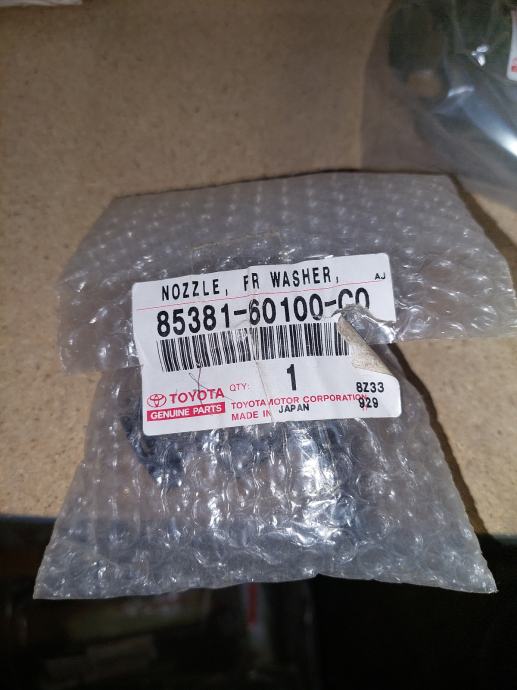 NOZZLE, FR WASHER, AJ
85381-60100-C0
TOYOTA QTY: 1 8Z33
GENUINE PARTS TOYOTA MOTOR CORPORATION 929
MADE IN JAPAN